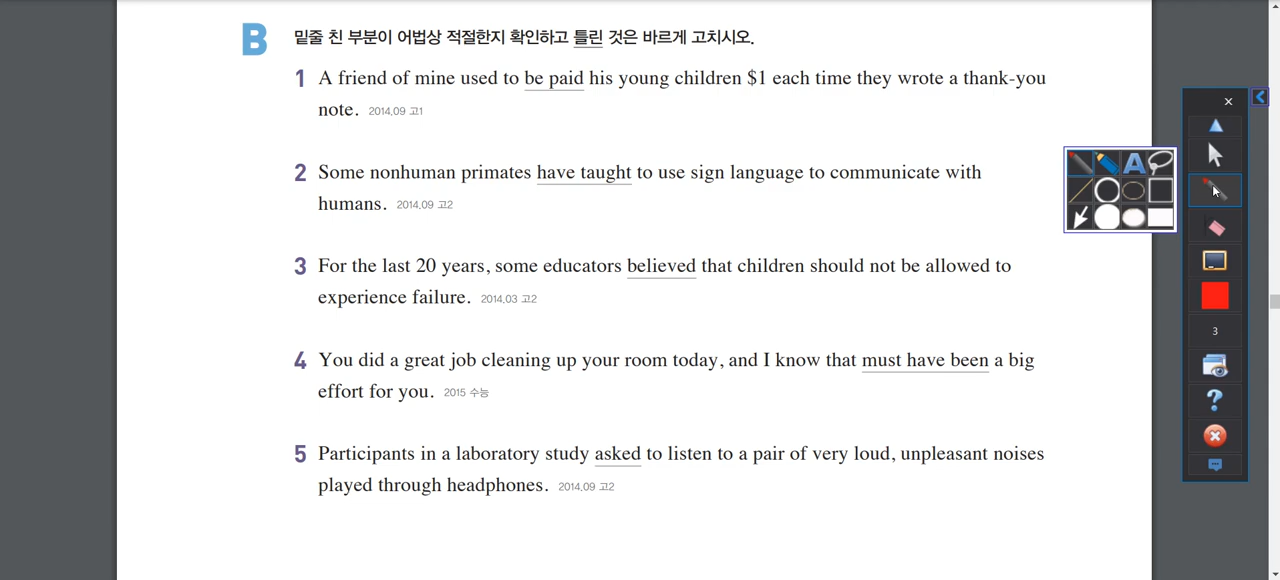 B 밑줄 친 부분이 어법상 적절한지 확인하고 틀린 것은 바르게 고치시오.
1 A friend of mine used to be paid his young children $1 each time they wrote a thank-you
note. 2014.09 고1
2 Some nonhuman primates have taught to use sign language to communicate with
humans. 2014.09 고2
3 For the last 20 years, some educators believed that children should not be allowed to
experience failure. 2014.03 고2
4 You did a great job cleaning up your room today, and I know that must have been a big
effort for you. 2015 수능
5 Participants in a laboratory study asked to listen to a pair of very loud, unpleasant noises
played through headphones. 2014.09 고2
A
3
?